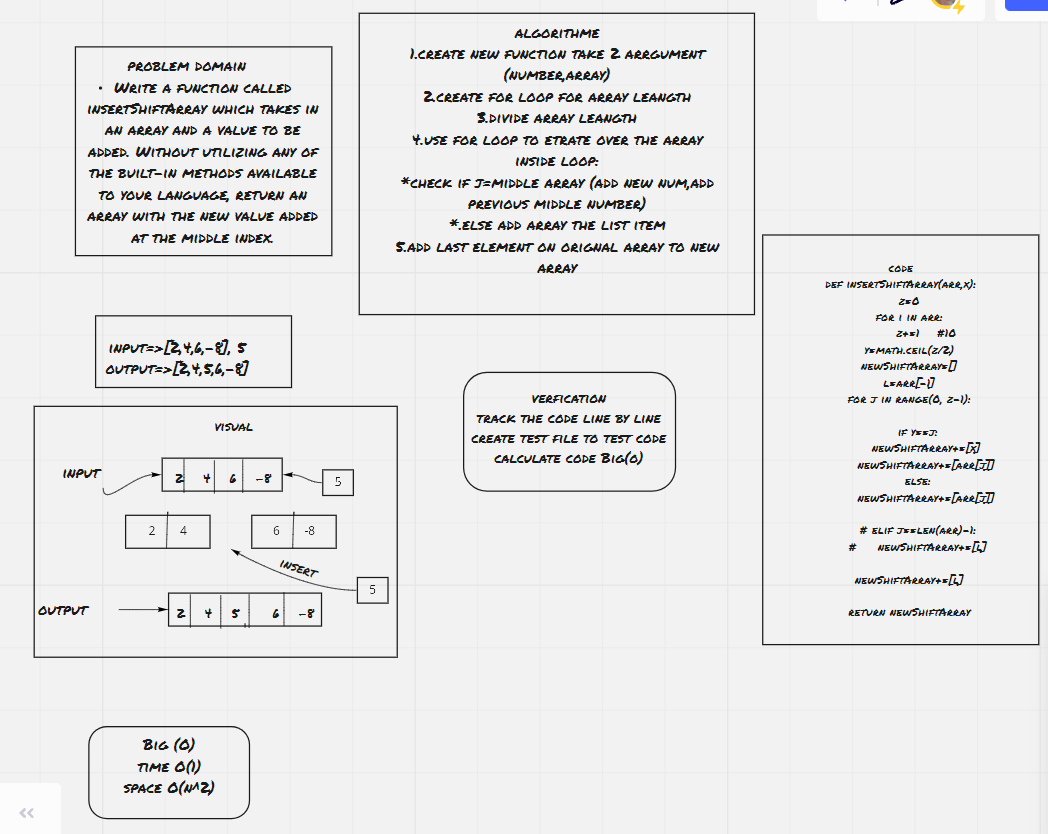 PROBLEM DOMAIN
• WRITE A FUNCTION CALLED
INSERTSHIFTARRAY WHICH TAKES IN
AN ARRAY AND A VALUE TO BE
ADDED. WITHOUT UTILIZING ANY OF
THE BUILT-IN METHODS AVAILABLE
TO YOUR LANGUAGE, RETURN AN
ARRAY WITH THE NEW VALUE ADDED
AT THE MIDDLE INDEX.
ALGORITHME
1.CREATE NEW FUNCTION TAKE 2 ARRGUMENT
(NUMBER,ARRAY)
2.CREATE FOR LOOP FOR ARRAY LEANGTH
3.DIVIDE ARRAY LEANGTH
4.USE FOR LOOP TO ETRATE OVER THE ARRAY
INSIDE LOOP:
*CHECK IF J=MIDDLE ARRAY (ADD NEW NUM,ADD
PREVIOUS MIDDLE NUMBER)
*.ELSE ADD ARRAY THE LIST ITEM
5.ADD LAST ELEMENT ON ORIGNAL ARRAY TO NEW
ARRAY
INPUT=>[2,4,6,-8], 5
OUTPUT=>[2,4,5,6,-8]
VISUAL
INPUT
2 4 6 -8
5
2 4
6 -8
INSERT
5
OUTPUT
2 4 5 6 -8
VERFICATION
TRACK THE CODE LINE BY LINE
CREATE TEST FILE TO TEST CODE
CALCULATE CODE BIG(O)
CODE
DEF INSERTSHIFTARRAY(ARR,X):
Z=0
FOR I IN ARR:
Z+=1 #10
Y=MATH.CEIL(Z/2)
NEWSHIFTARRAY=[]
L=ARR[-1]
FOR J IN RANGE(0, Z-1):
IF Y==J:
NEWSHIFTARRAY+=[X]
NEWSHIFTARRAY+=[ARR[J]]
ELSE:
NEWSHIFTARRAY+=[ARR[J]]
# ELIF J==LEN(ARR)-1:
# NEWSHIFTARRAY+=[L]
NEWSHIFTARRAY+=[L]
RETURN NEWSHIFTARRAY
BIG (O)
TIME O(1)
SPACE O(N^2)